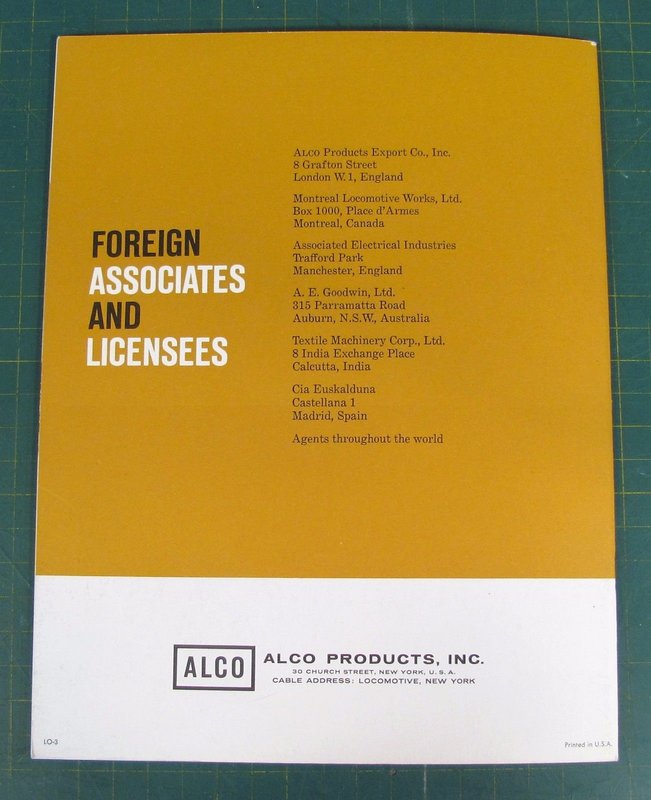 FOREIGN
ASSOCIATES
AND
LICENSEES
ALCO Products Export Co., Inc.
8 Grafton Street
London W. 1, England
Montreal Locomotive Works, Ltd.
Box 1000, Place d'Armes
Montreal, Canada
Associated Electrical Industries
Trafford Park
Manchester, England
A. E. Goodwin, Ltd.
315 Parramatta Road
Auburn, N.S.W., Australia
Textile Machinery Corp., Ltd.
8 India Exchange Place
Calcutta, India
Cia Euskalduna
Castellana 1
Madrid, Spain
Agents throughout the world
ALCO
ALCO PRODUCTS, INC.
30 CHURCH STREET, NEW YORK, U. S. A.
CABLE ADDRESS: LOCOMOTIVE, NEW YORK
LO-3
Printed in U.S.A.